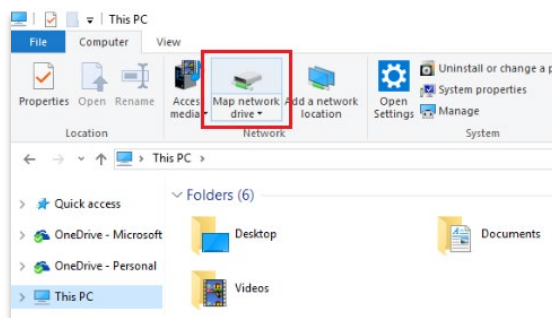 This PC
File Computer View
Properties Open Rename
Acces
media
Map network
drive
Add a network
location
Open
Settings
Uninstall or change a p
System properties
Manage
Location
Network
System
This PC
Quick access
OneDrive - Microsoft
OneDrive - Personal
This PC
Folders (6)
Desktop
Documents
Videos